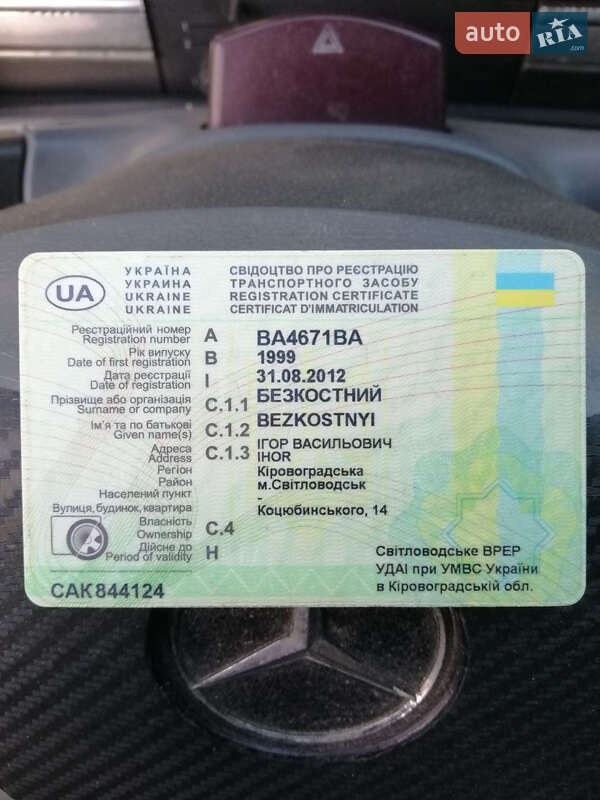 auto RIA.com
UA
УКРАЇНА
УКРАИНА
UKRAINE
UKRAINE
СВІДОЦТВО ПРО РЕЄСТРАЦІЮ
ТРАНСПОРТНОГО ЗАСОБУ
REGISTRATION CERTIFICATE
CERTIFICAT D'IMMATRICULATION
Реєстраційний номер
Registration number A BA4671BA
Рік випуску
Date of first registration B 1999
Дата реєстрації
Date of registration I 31.08.2012
Прізвище або організація
Surname or company C.1.1 БЕЗКОСТНИЙ
BEZKOSTNYI
Ім'я та по батькові
Given name(s) C.1.2 ІГОР ВАСИЛЬОВИЧ
IHOR
Адреса
Address C.1.3
Регіон Кіровоградська
Район м.Світловодськ
Населений пункт -
Вулиця, будинок, квартира Коцюбинського, 14
Власність
Ownership C.4
Дійсне до
Period of validity H
Світловодське ВРЕР
УДАІ при УМВС України
в Кіровоградській обл.
САК 844124